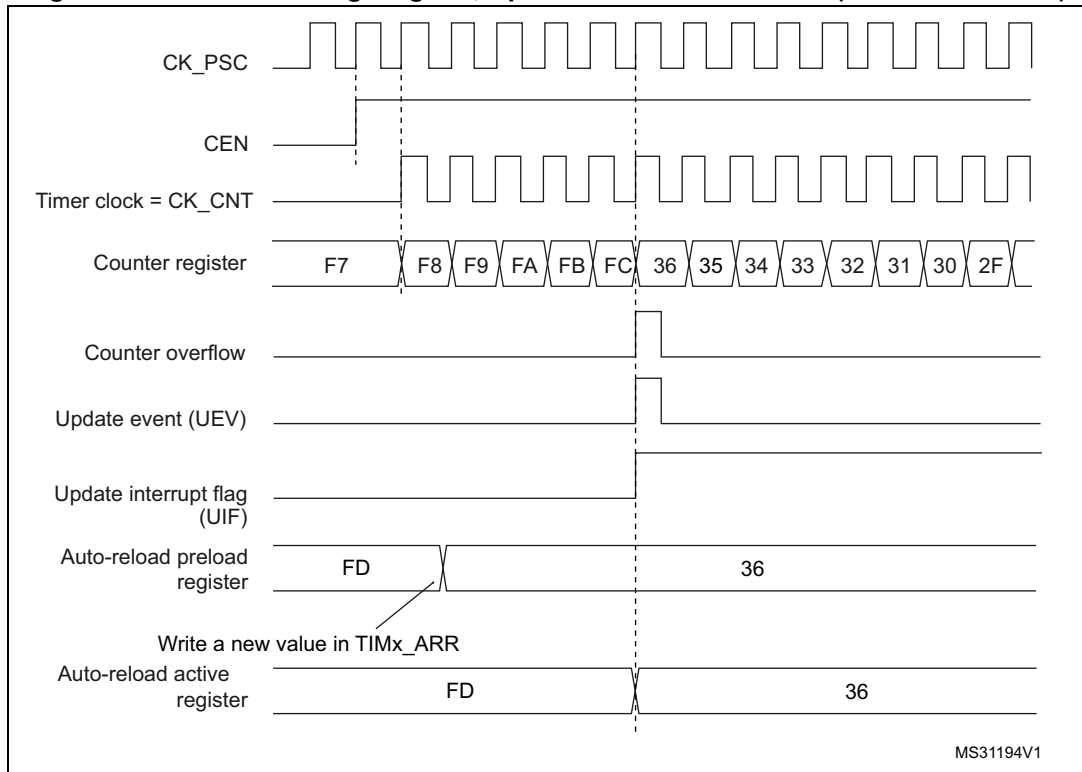 CK_PSC
CEN
Timer clock = CK_CNT
Counter register F7 F8 F9 FA FB FC 36 35 34 33 32 31 30 2F
Counter overflow
Update event (UEV)
Update interrupt flag
(UIF)
Auto-reload preload
register
FD 36
Write a new value in TIMx_ARR
Auto-reload active
register
FD 36
MS31194V1